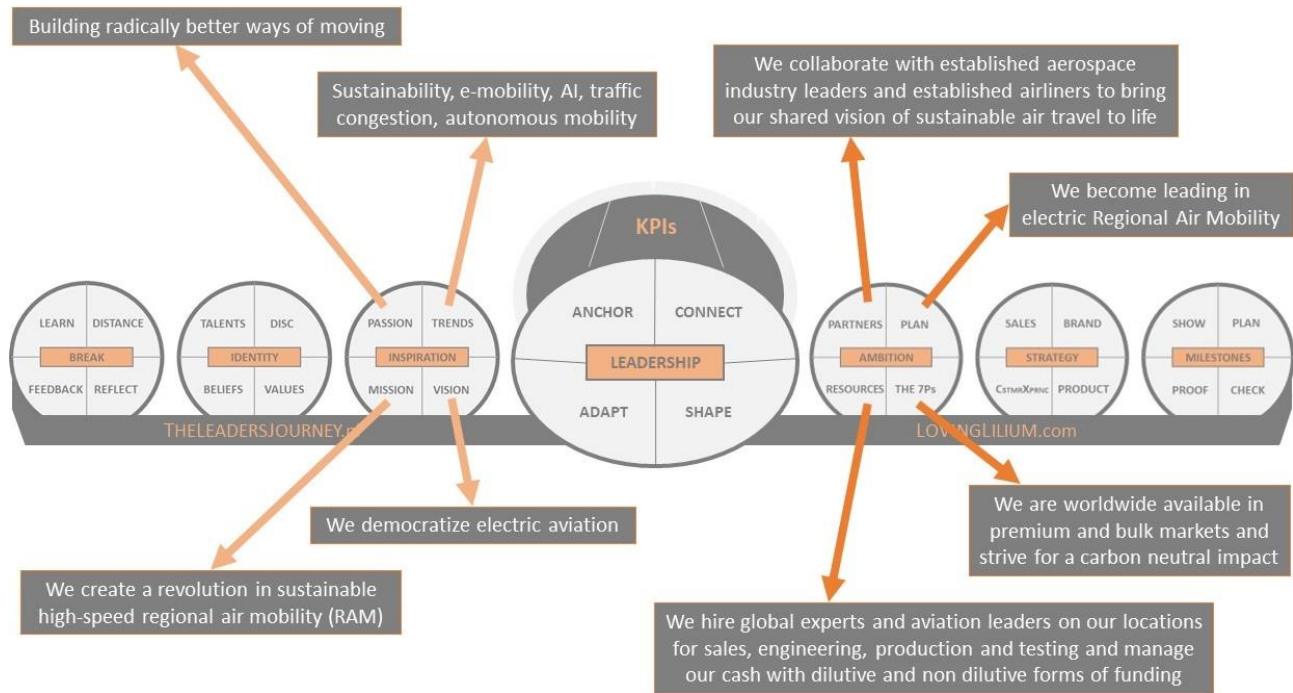 Building radically better ways of moving
Sustainability, e-mobility, AI, traffic
congestion, autonomous mobility
We collaborate with established aerospace
industry leaders and established airliners to bring
our shared vision of sustainable air travel to life
We become leading in
electric Regional Air Mobility
KPIs
LEARN DISTANCE
BREAK
FEEDBACK REFLECT
TALENTS DISC
IDENTITY
BELIEFS VALUES
PASSION TRENDS
INSPIRATION
MISSION VISION
ANCHOR CONNECT
LEADERSHIP
ADAPT SHAPE
PARTNERS PLAN
AMBITION
RESOURCES THE 7Ps
SALES BRAND
STRATEGY
CSTMRXPRNC PRODUCT
SHOW PLAN
MILESTONES
PROOF CHECK
LOVINGLILIUM.com
We democratize electric aviation
We create a revolution in sustainable
high-speed regional air mobility (RAM)
We are worldwide available in
premium and bulk markets and
strive for a carbon neutral impact
We hire global experts and aviation leaders on our locations
for sales, engineering, production and testing and manage
our cash with dilutive and non dilutive forms of funding